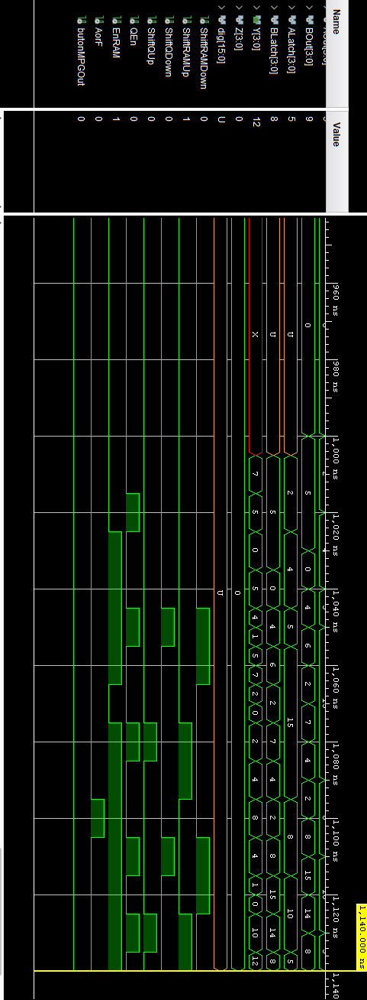 1,140.000 ns
Name Value 960 ns 980 ns 1,000 ns 1,020 ns 1,040 ns 1,060 ns 1,080 ns 1,100 ns 1,120 ns 1,140
BOut[3:0] 9 0 5 0 4 6 2 7 4 2 8 15 14 8
ALatch[3:0] 5 U 2 4 5 15 8 10 5
BLatch[3:0] 8 U 5 0 4 6 2 7 4 2 8 15 14 8
Y[3:0] 12 X 7 5 0 5 4 1 5 7 2 0 2 4 8 4 1 0 10 12
Z[3:0] 0 0
dig[15:0] U U
ShiftRAMDown 0
ShiftRAMUp 1
ShiftQDown 0
ShiftQUp 0
QEn 0
EnRAM 1
AorF 0
butonMPGOut 0